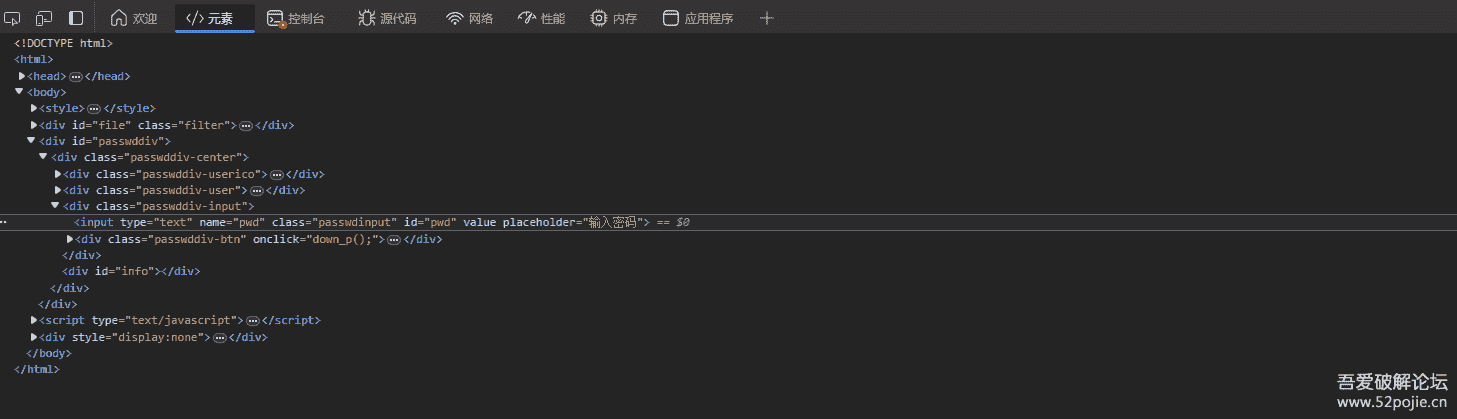 欢迎 </> 元素 控制台 源代码 网络 性能 内存 应用程序
<!DOCTYPE html>
<html>
<head> ⋯ </head>
<body>
<style> ⋯ </style>
<div id="file" class="filter"> ⋯ </div>
<div id="passwddiv">
<div class="passwddiv-center">
<div class="passwddiv-userico"> ⋯ </div>
<div class="passwddiv-user"> ⋯ </div>
<div class="passwddiv-input">
<input type="text" name="pwd" class="passwdinput" id="pwd" value placeholder="输入密码"> == $0
<div class="passwddiv-btn" onclick="down_p();"> ⋯ </div>
</div>
<div id="info"></div>
</div>
</div>
<script type="text/javascript"> ⋯ </script>
<div style="display:none"> ⋯ </div>
</body>
</html>
吾爱破解论坛
www.52pojie.cn